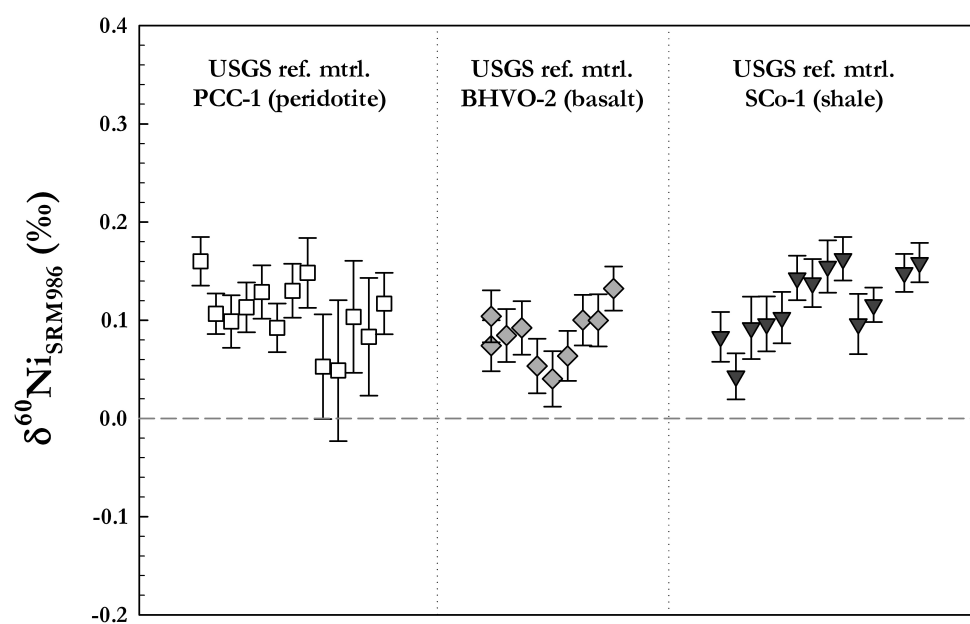 0.4
0.3
0.2
0.1
0.0
-0.1
-0.2
δ⁶⁰Ni_SRM986 (‰)
USGS ref. mtrl.
PCC-1 (peridotite)
USGS ref. mtrl.
BHVO-2 (basalt)
USGS ref. mtrl.
SCo-1 (shale)